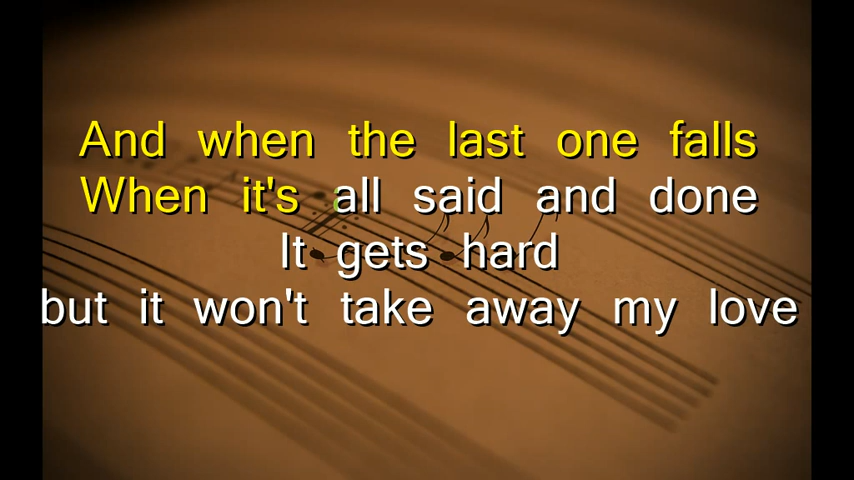 And when the last one falls
When it's all said and done
It gets hard
but it won't take away my love